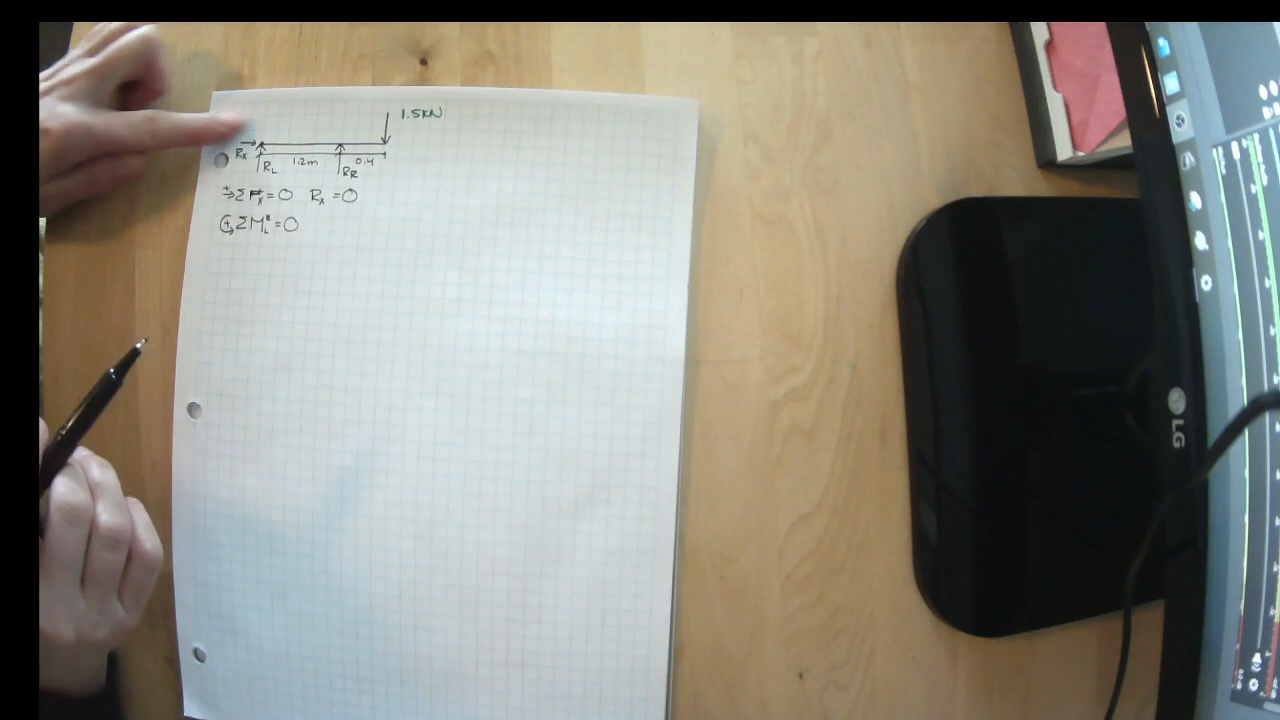 1.5KN
Rx 1.2m 0.4
RL RR
+→ΣFx=0 Rx=0
+ΣML=0
LG